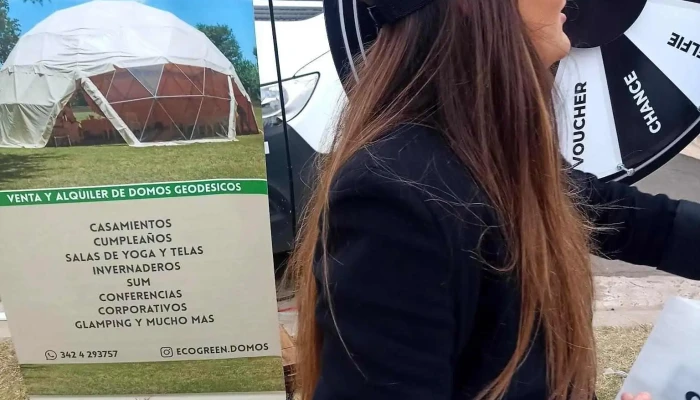 VENTA Y ALQUILER DE DOMOS GEODESICOS
CASAMIENTOS
CUMPLEAÑOS
SALAS DE YOGA Y TELAS
INVERNADEROS
SUM
CONFERENCIAS
CORPORATIVOS
GLAMPING Y MUCHO MAS
342 4 293757
ECOGREEN.DOMOS
VOUCHER
CHANCE